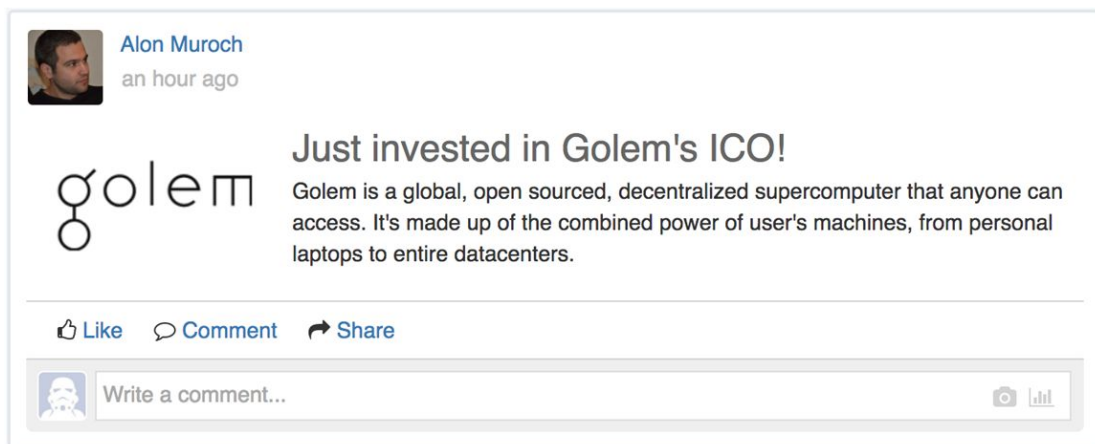 Alon Muroch
an hour ago
golem
Just invested in Golem's ICO!
Golem is a global, open sourced, decentralized supercomputer that anyone can
access. It's made up of the combined power of user's machines, from personal
laptops to entire datacenters.
Like Comment Share
Write a comment...